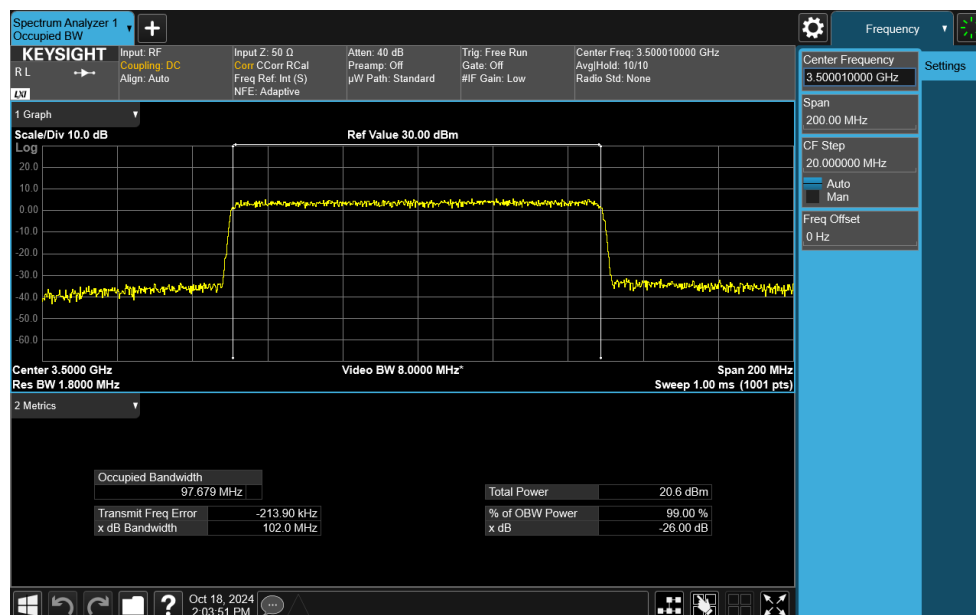 Spectrum Analyzer 1
Occupied BW
Frequency
KEYSIGHT
R L
LXI
Input: RF
Coupling: DC
Align: Auto
Input Z: 50 Ω
Corr CCorr RCal
Freq Ref: Int (S)
NFE: Adaptive
Atten: 40 dB
Preamp: Off
µW Path: Standard
Trig: Free Run
Gate: Off
#IF Gain: Low
Center Freq: 3.500010000 GHz
Avg|Hold: 10/10
Radio Std: None
Center Frequency
3.500010000 GHz
Settings
Span
200.00 MHz
CF Step
20.000000 MHz
Auto
Man
Freq Offset
0 Hz
1 Graph
Scale/Div 10.0 dB
Ref Value 30.00 dBm
Log
20.0
10.0
0.00
-10.0
-20.0
-30.0
-40.0
-50.0
-60.0
Center 3.5000 GHz
Video BW 8.0000 MHz*
Span 200 MHz
Res BW 1.8000 MHz
Sweep 1.00 ms (1001 pts)
2 Metrics
Occupied Bandwidth
97.679 MHz
Total Power 20.6 dBm
Transmit Freq Error -213.90 kHz
% of OBW Power 99.00 %
x dB Bandwidth 102.0 MHz
x dB -26.00 dB
?
Oct 18, 2024
2:03:51 PM